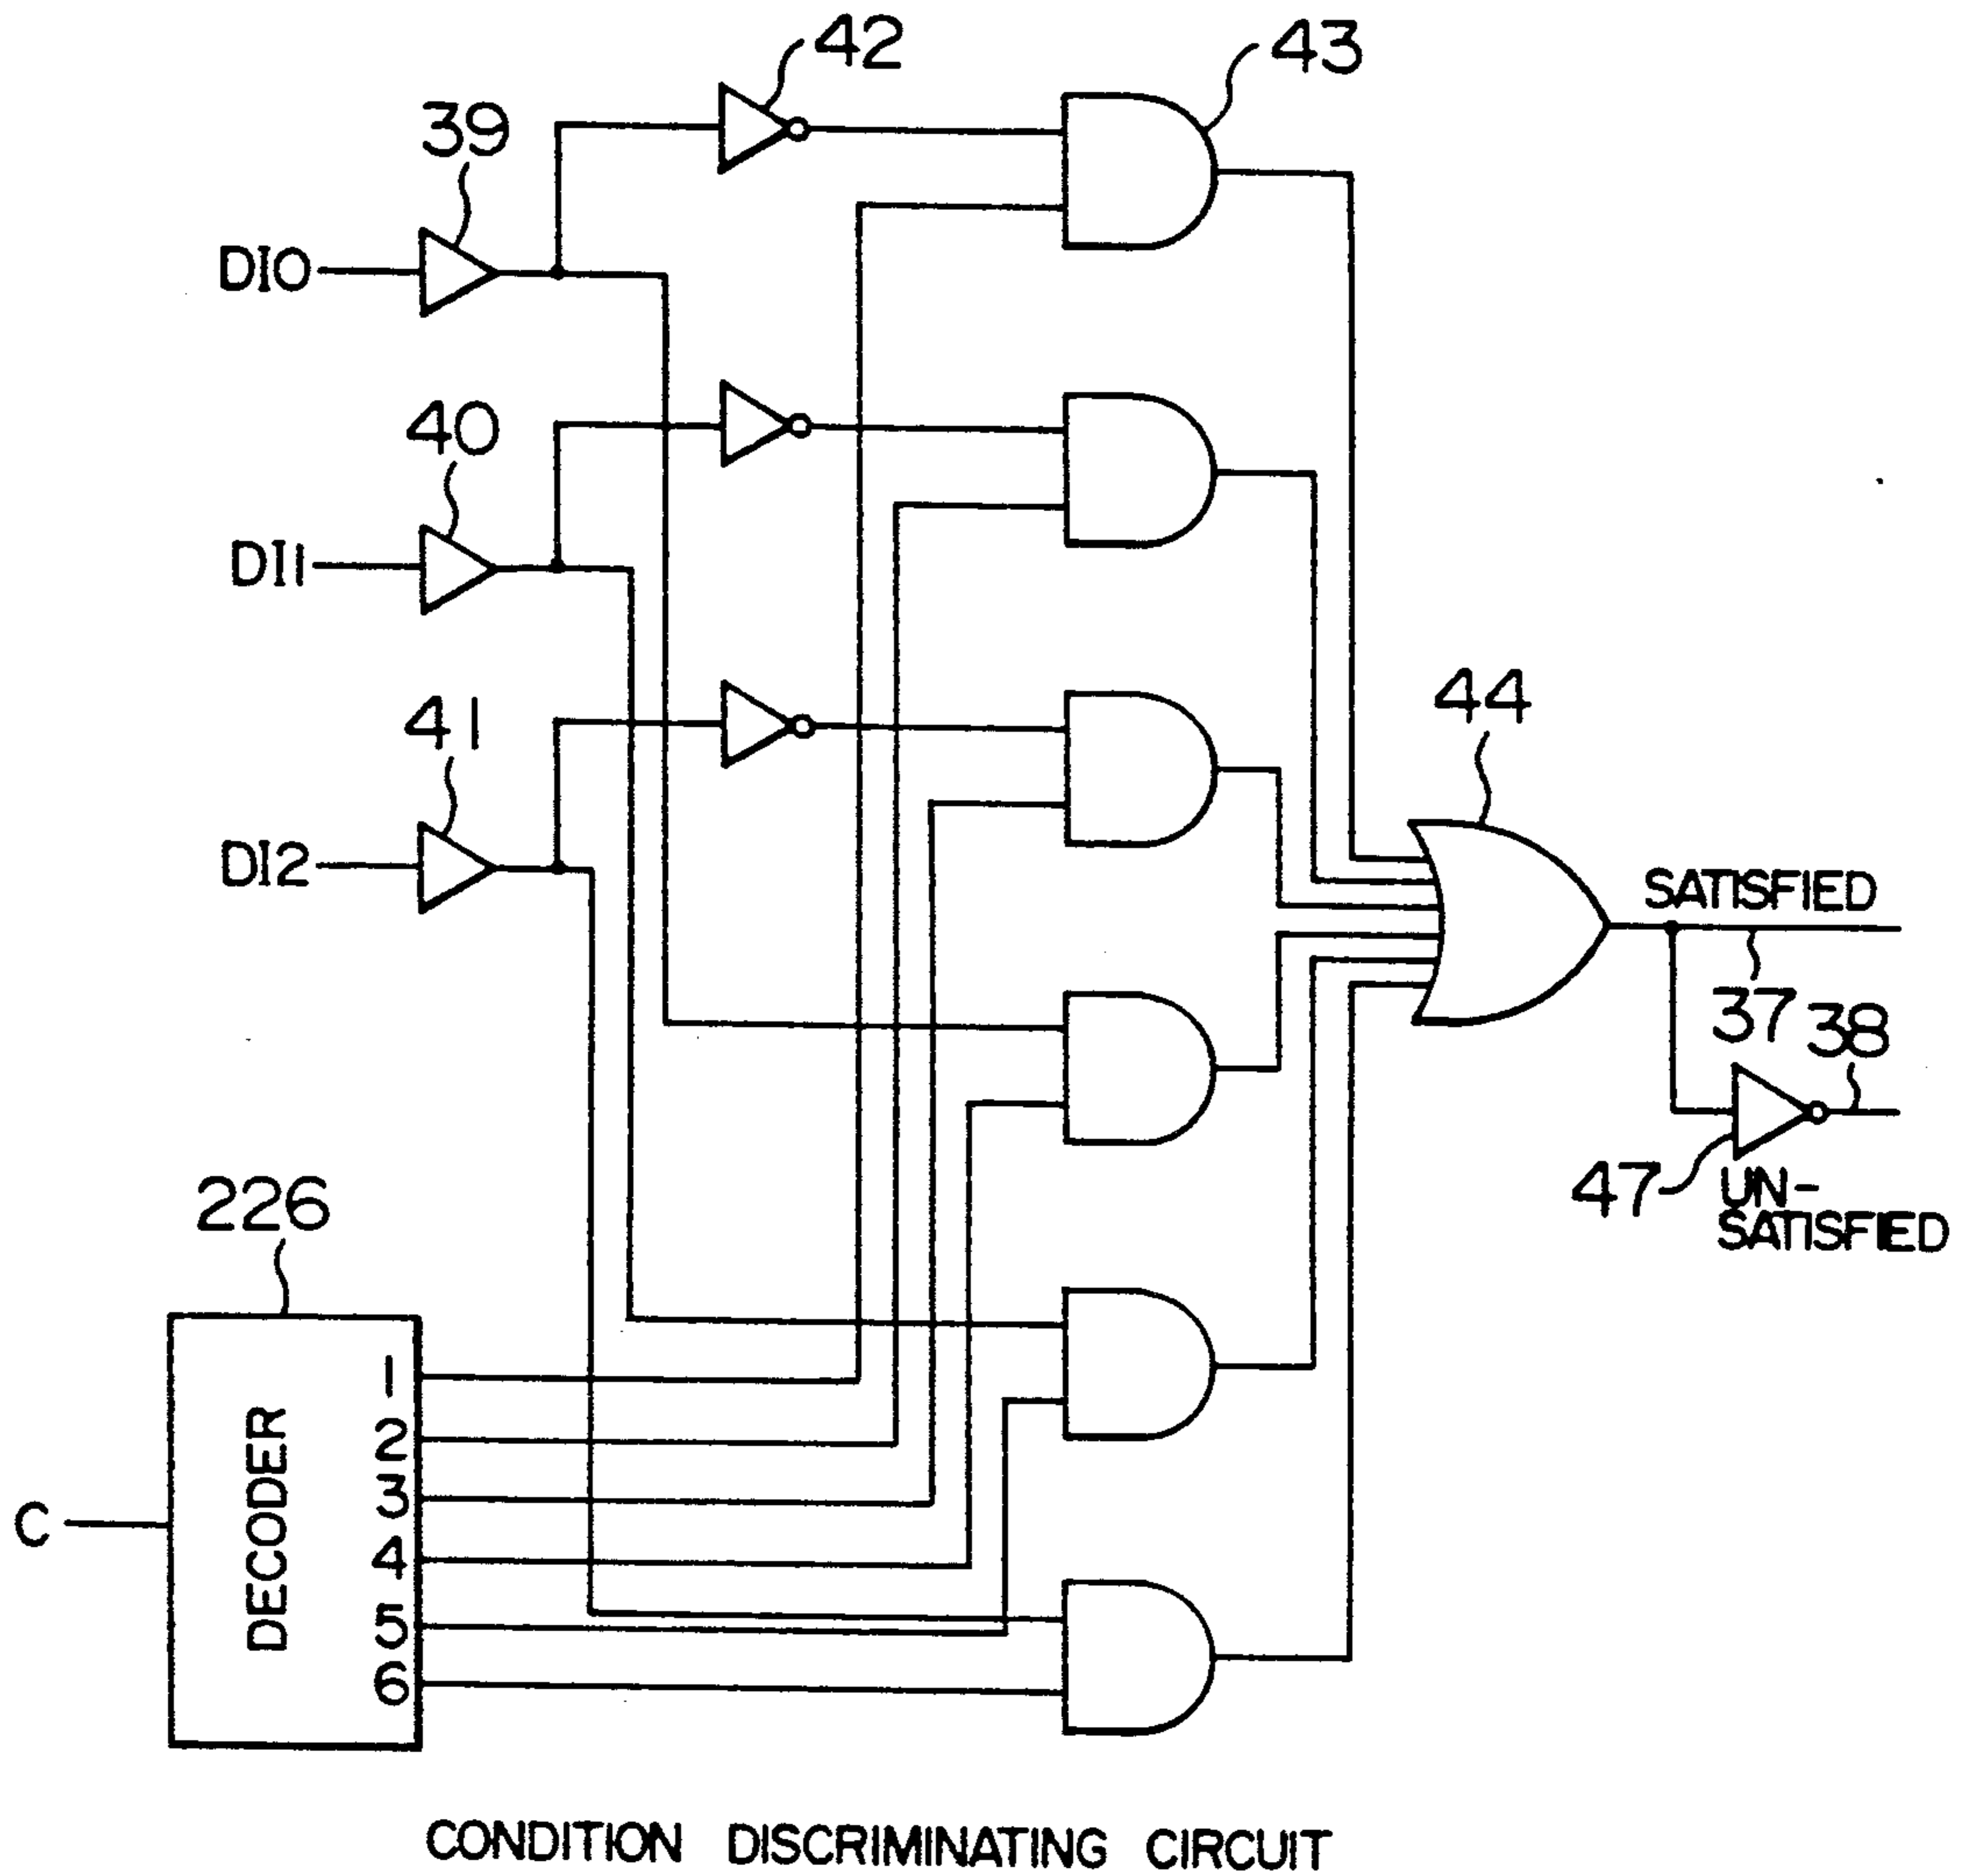 42
43
39
DI0
40
DI1
41
DI2
44
SATISFIED
37
38
47
UN-
SATISFIED
226
DECODER
1
2
3
4
5
6
C
CONDITION DISCRIMINATING CIRCUIT